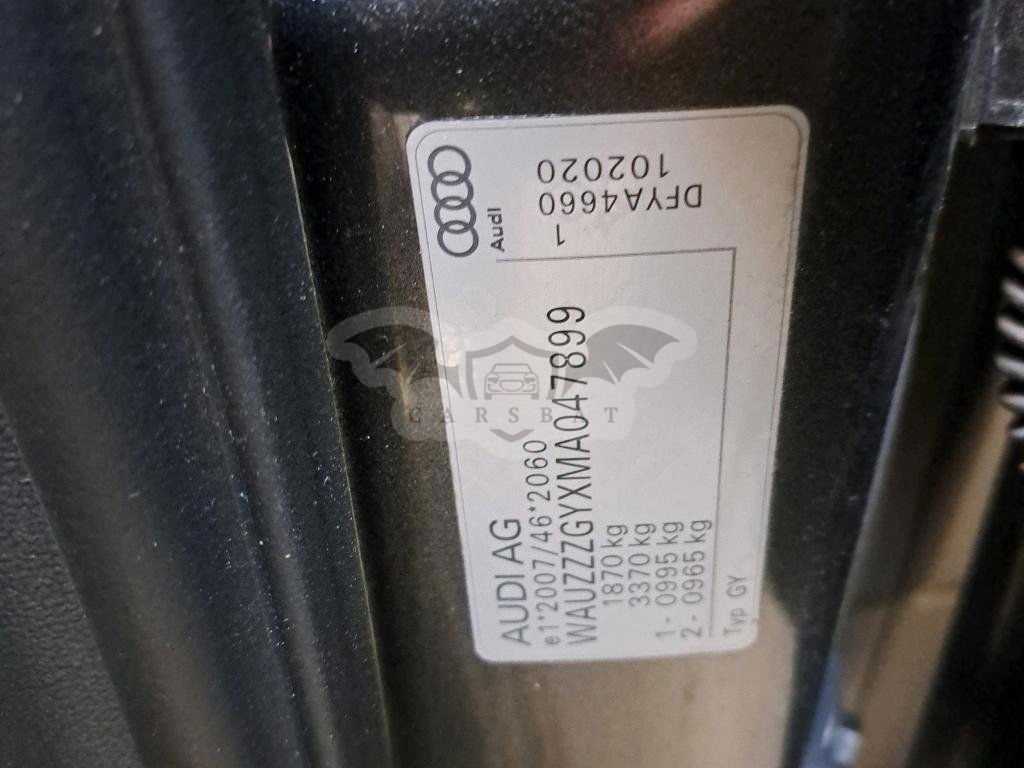 AUDI AG
e1*2007/46*2060
WAUZZZGYXMA047899
1870 kg
3370 kg
1- 0995 kg
2- 0965 kg
Typ GY
Audi
1
DFYA4660
102020
CARSBAT